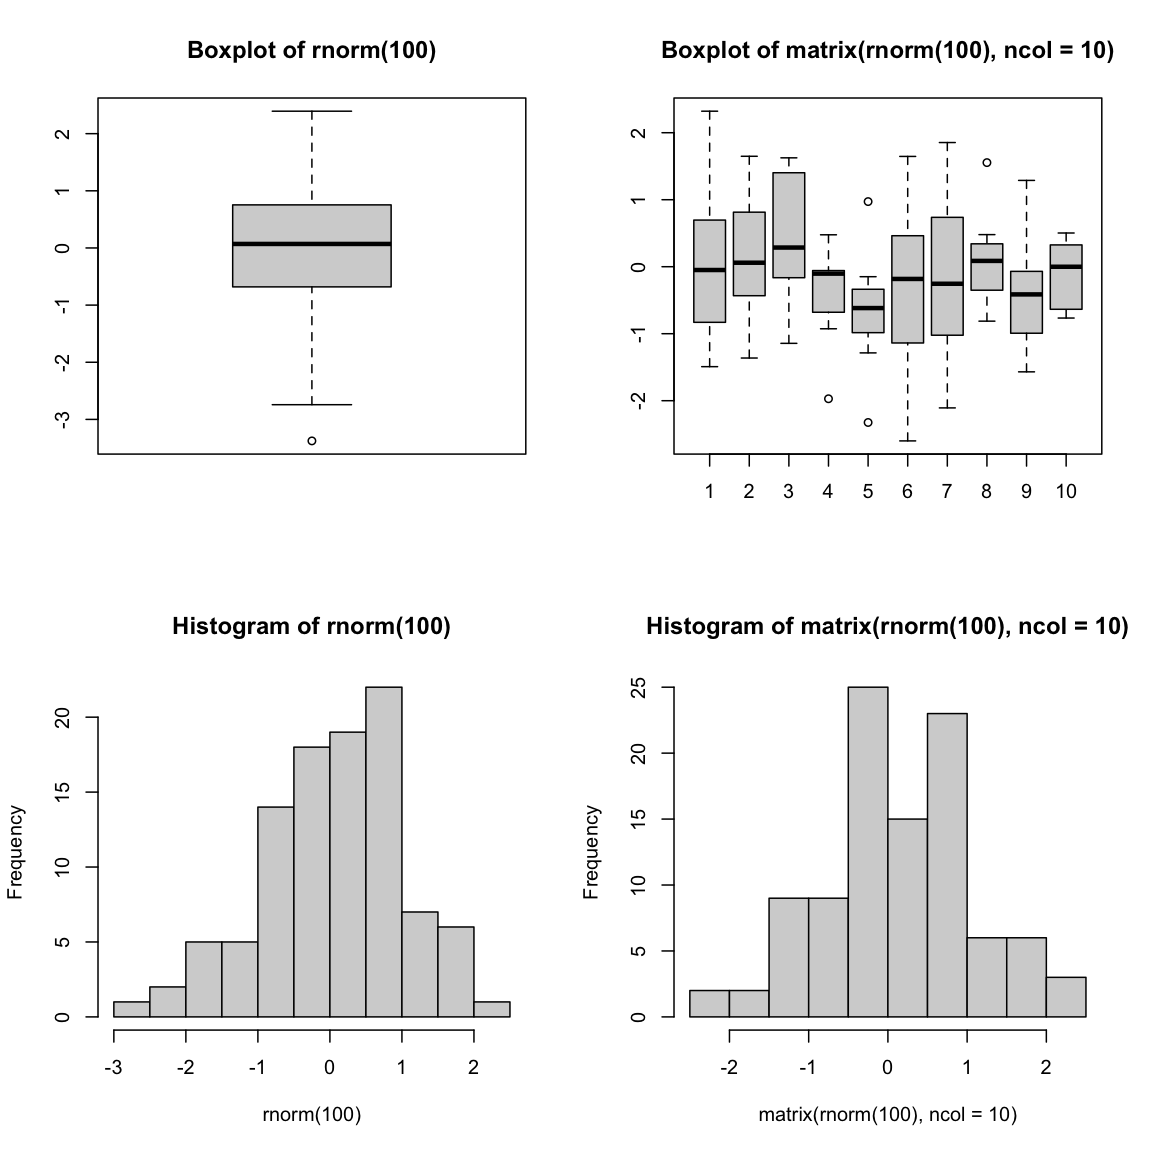 Boxplot of rnorm(100)
2
1
0
-1
-2
-3
Boxplot of matrix(rnorm(100), ncol = 10)
2
1
0
-1
-2
1 2 3 4 5 6 7 8 9 10
Histogram of rnorm(100)
Frequency
20
15
10
5
0
-3 -2 -1 0 1 2
rnorm(100)
Histogram of matrix(rnorm(100), ncol = 10)
Frequency
25
20
15
10
5
0
-2 -1 0 1 2
matrix(rnorm(100), ncol = 10)